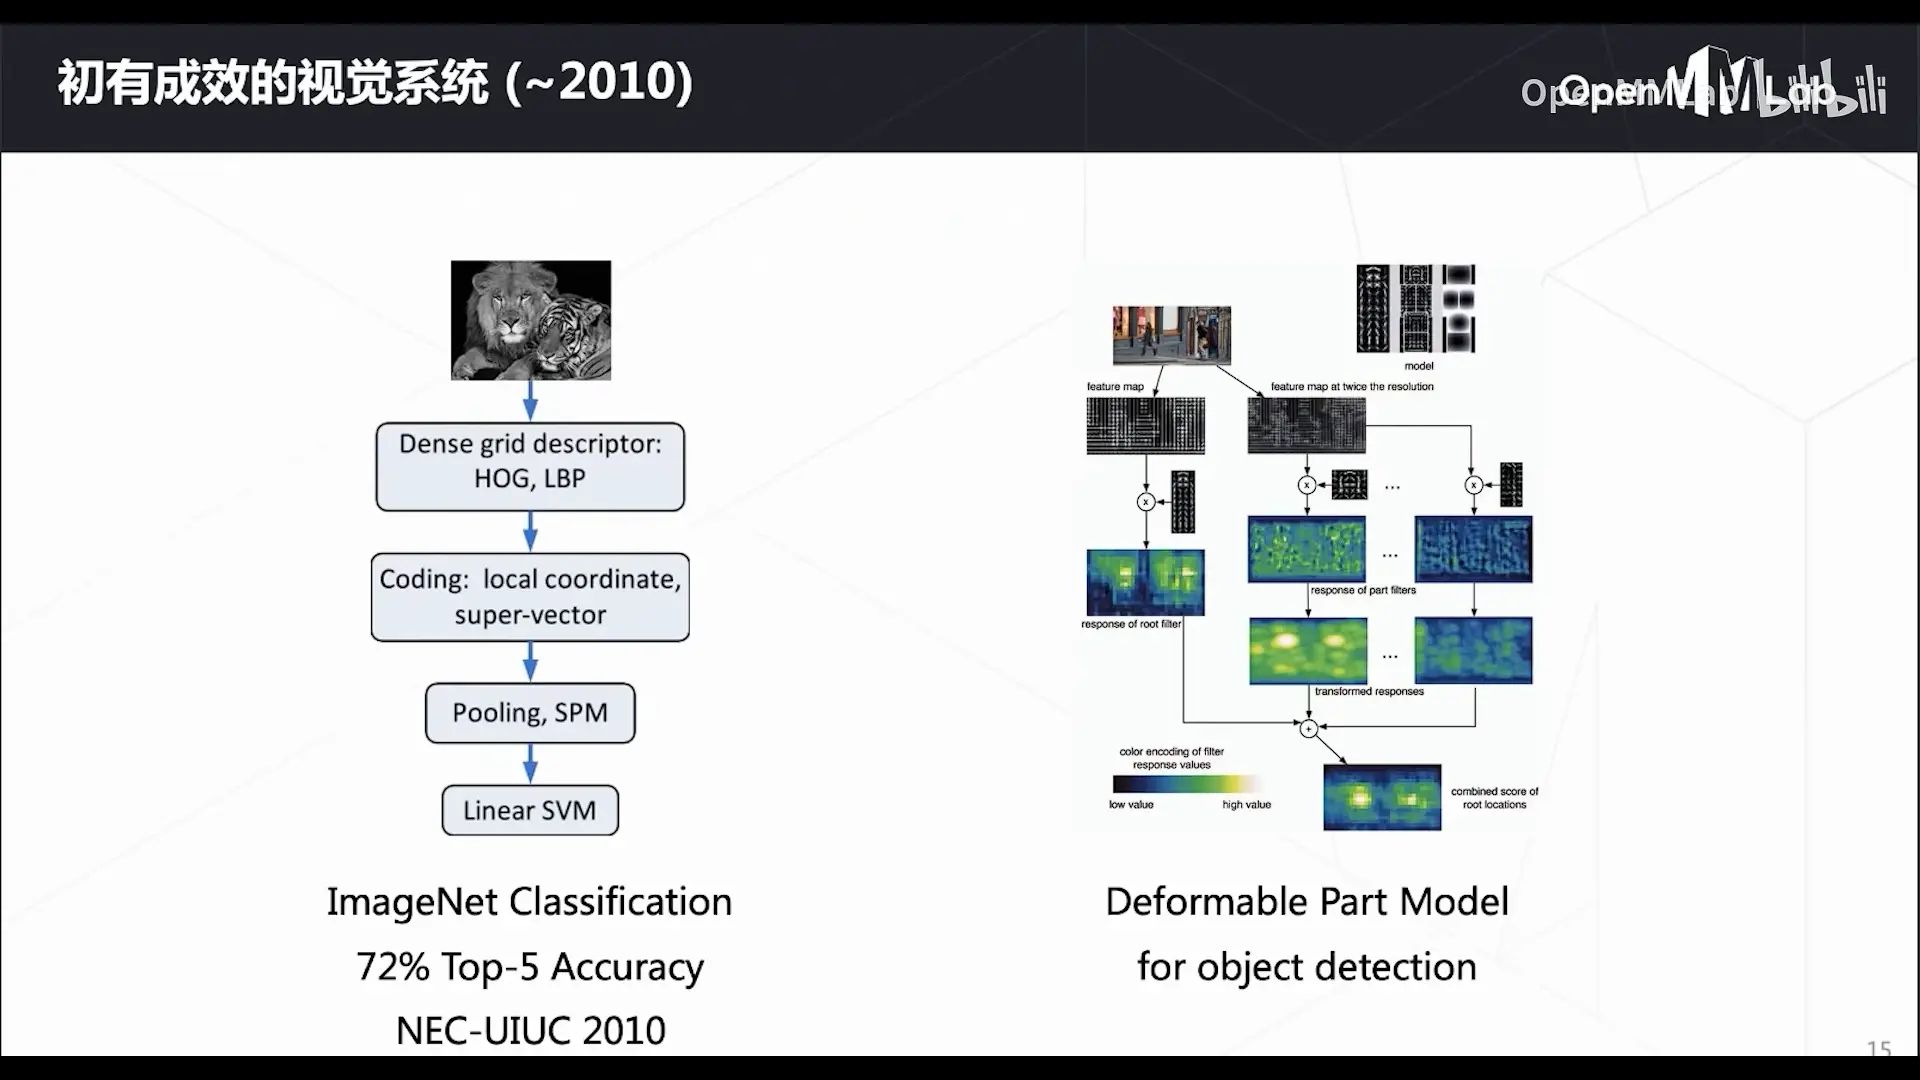 初有成效的视觉系统 (~2010)
OpenMMLab
bilibili
Dense grid descriptor:
HOG, LBP
Coding: local coordinate,
super-vector
Pooling, SPM
Linear SVM
ImageNet Classification
72% Top-5 Accuracy
NEC-UIUC 2010
model
feature map
feature map at twice the resolution
x
x
x
...
...
response of part filters
response of root filter
...
transformed responses
+
color encoding of filter
response values
low value
high value
combined score of
root locations
Deformable Part Model
for object detection
15